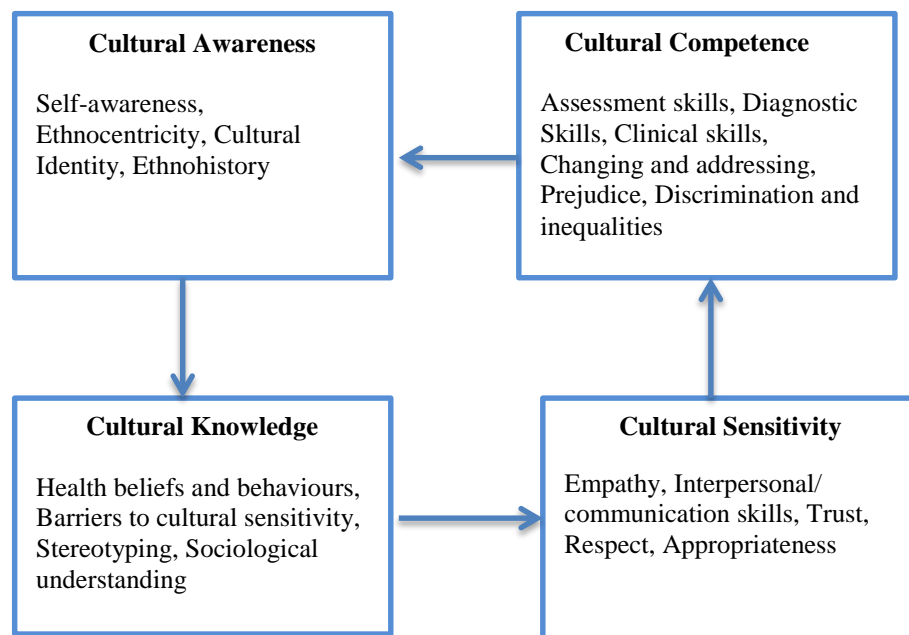 Cultural Awareness
Self-awareness,
Ethnocentricity, Cultural
Identity, Ethnohistory
Cultural Competence
Assessment skills, Diagnostic
Skills, Clinical skills,
Changing and addressing,
Prejudice, Discrimination and
inequalities
Cultural Knowledge
Health beliefs and behaviours,
Barriers to cultural sensitivity,
Stereotyping, Sociological
understanding
Cultural Sensitivity
Empathy, Interpersonal/
communication skills, Trust,
Respect, Appropriateness